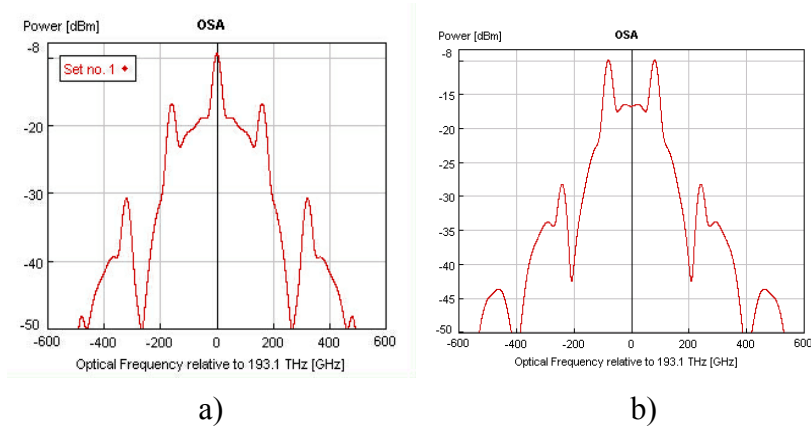 Power [dBm] OSA
-8
Set no. 1
-20
-30
-40
-50
-600 -400 -200 0 200 400 600
Optical Frequency relative to 193.1 THz [GHz]
a)
Power [dBm] OSA
-8
-15
-20
-25
-30
-35
-40
-45
-50
-600 -400 -200 0 200 400 600
Optical Frequency relative to 193.1 THz [GHz]
b)